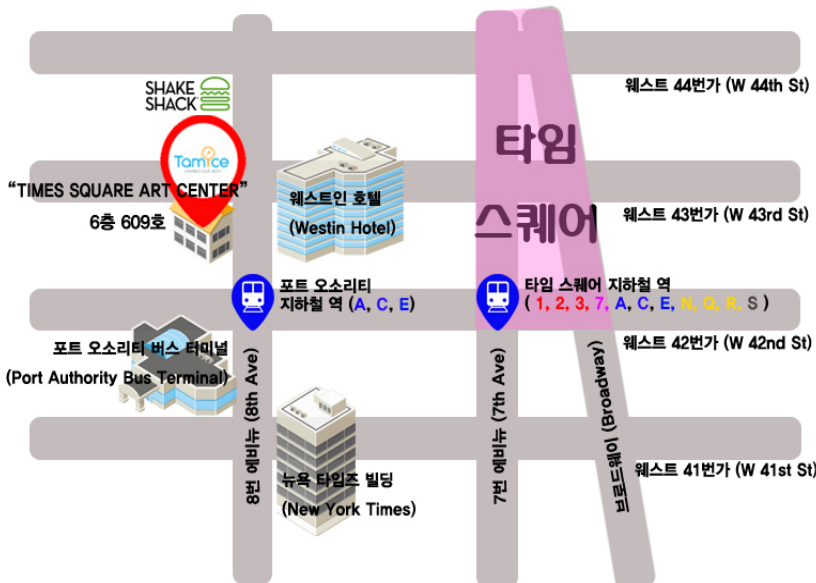 웨스트 44번가 (W 44th St)
SHAKE
SHACK
Tamice
타임
스퀘어
"TIMES SQUARE ART CENTER"
6층 609호
웨스트인 호텔
(Westin Hotel)
웨스트 43번가 (W 43rd St)
포트 오소리티
지하철 역 (A, C, E)
타임 스퀘어 지하철 역
( 1, 2, 3, 7, A, C, E, N, Q, R, S )
웨스트 42번가 (W 42nd St)
포트 오소리티 버스 터미널
(Port Authority Bus Terminal)
8번 에비뉴 (8th Ave)
7번 에비뉴 (7th Ave)
브로드웨이 (Broadway)
웨스트 41번가 (W 41st St)
뉴욕 타임즈 빌딩
(New York Times)